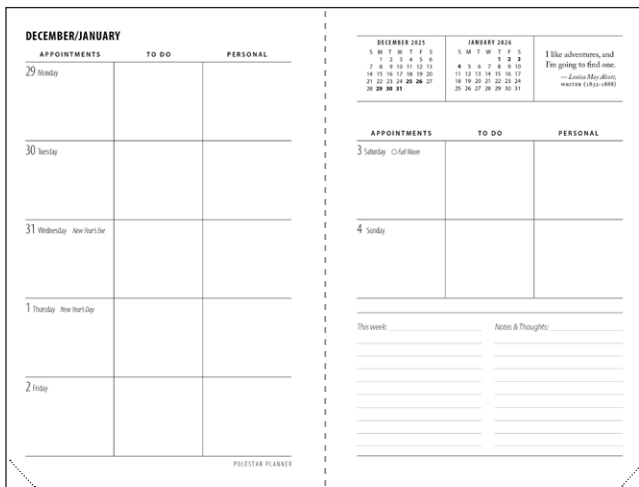 DECEMBER/JANUARY
APPOINTMENTS TO DO PERSONAL
29 Monday
30 Tuesday
31 Wednesday New Year's Eve
1 Thursday New Year's Day
2 Friday
POLESTAR PLANNER
DECEMBER 2025
S M T W T F S
1 2 3 4 5 6
7 8 9 10 11 12 13
14 15 16 17 18 19 20
21 22 23 24 25 26 27
28 29 30 31
JANUARY 2026
S M T W T F S
1 2 3
4 5 6 7 8 9 10
11 12 13 14 15 16 17
18 19 20 21 22 23 24
25 26 27 28 29 30 31
I like adventures, and
I'm going to find one.
— Louisa May Alcott,
WRITER (1832-1888)
APPOINTMENTS TO DO PERSONAL
3 Saturday O Full Moon
4 Sunday
This week:
Notes & Thoughts: